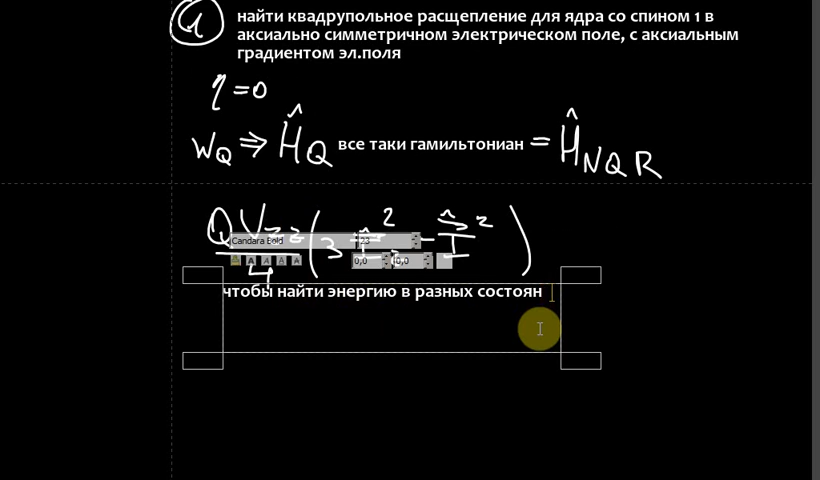 1
найти квадрупольное расщепление для ядра со спином 1 в
аксиально симметричном электрическом поле, с аксиальным
градиентом эл.поля
η = 0
W_Q ⇒ Ĥ_Q все таки гамильтониан = Ĥ_NQR
Q V_zz / 4 ( 3 Î_z² - Î² )
Candara Bold 23
0,0 0,0
чтобы найти энергию в разных состоян